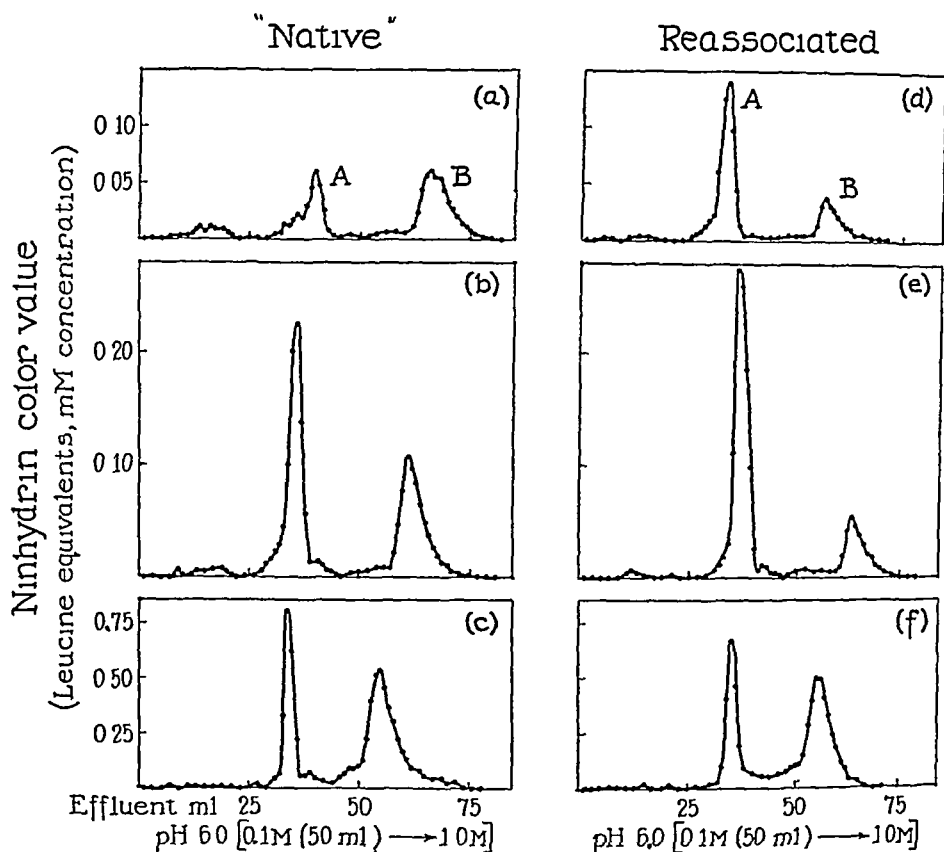 "Native"
Reassociated
Ninhydrin color value
(Leucine equivalents, mM concentration)
(a)
0 10
0 05
A
B
(d)
A
B
(b)
0 20
0 10
(e)
(c)
0.75
0 50
0 25
(f)
Effluent ml 25 50 75
25 50 75
pH 6 0 [0.1M (50 ml) → 1 0M]
pH 6.0 [0 1M (50 ml) → 1 0M]